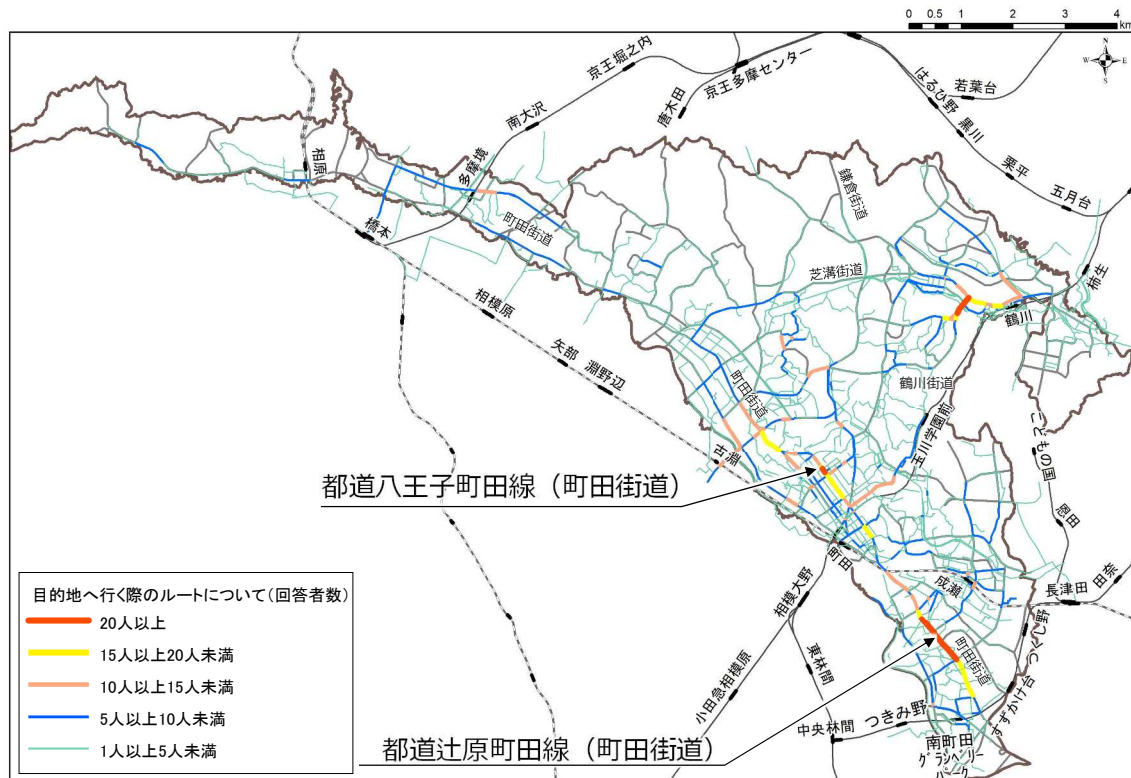 0 0.5 1 2 3 4
km
N
W E
S
京王堀之内
京王多摩センター
唐木田
若葉台
はるひ野
黒川
南大沢
栗平
五月台
相原
多摩境
鎌倉街道
橋本
町田街道
芝溝街道
柿生
相模原
鶴川
矢部
淵野辺
鶴川街道
町田街道
玉川学園前
こどもの国
古淵
都道八王子町田線（町田街道）
恩田
町田
成瀬
長津田
田奈
相模大野
つくし野
町田街道
東林間
小田急相模原
すずかけ台
中央林間
つきみ野
南町田
グランベリー
パーク
都道辻原町田線（町田街道）
目的地へ行く際のルートについて（回答者数）
20人以上
15人以上20人未満
10人以上15人未満
5人以上10人未満
1人以上5人未満